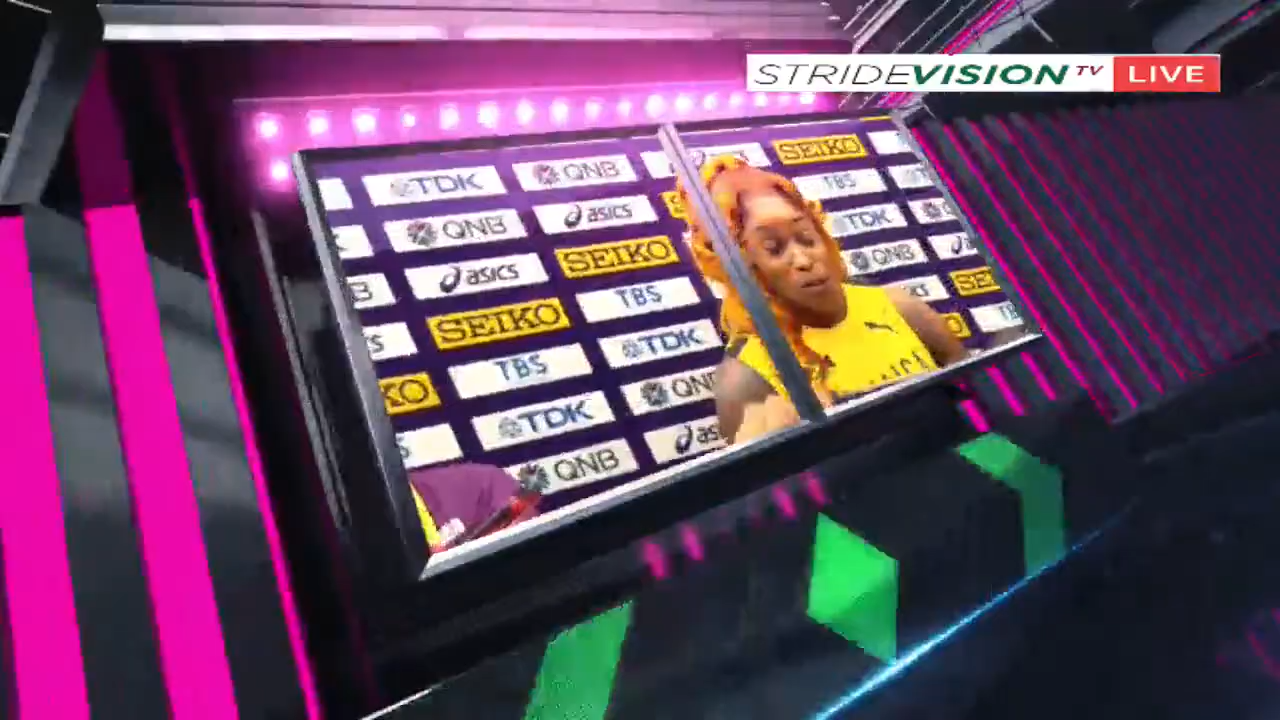 STRIDEVISION TV LIVE
TDK QNB SEIKO
QNB asics TBS
asics SEIKO TDK
SEIKO TBS QNB
TBS TDK
TDK QNB
QNB